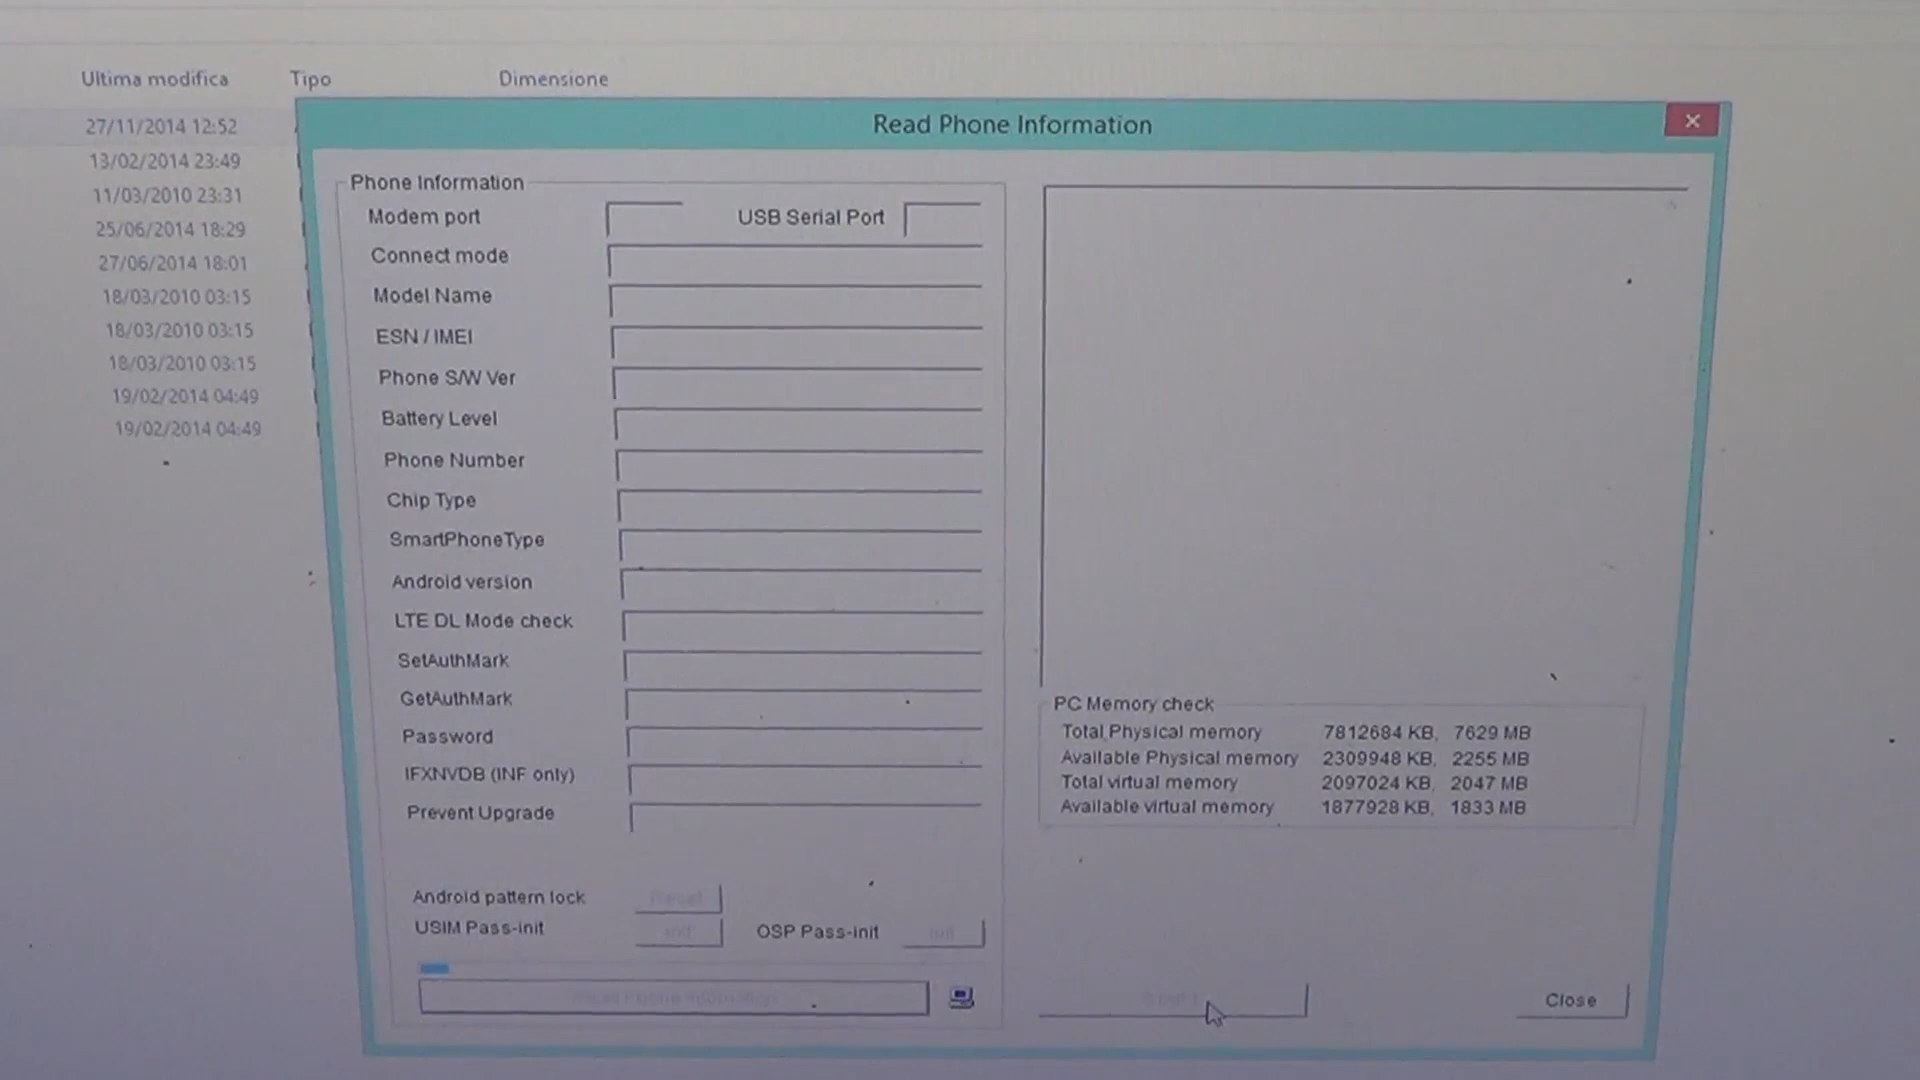 Ultima modifica Tipo Dimensione
27/11/2014 12:52
13/02/2014 23:49
11/03/2010 23:31
25/06/2014 18:29
27/06/2014 18:01
18/03/2010 03:15
18/03/2010 03:15
18/03/2010 03:15
19/02/2014 04:49
19/02/2014 04:49
Read Phone Information
Phone Information
Modem port USB Serial Port
Connect mode
Model Name
ESN / IMEI
Phone S/W Ver
Battery Level
Phone Number
Chip Type
SmartPhoneType
Android version
LTE DL Mode check
SetAuthMark
GetAuthMark
Password
IFXNVDB (INF only)
Prevent Upgrade
Android pattern lock
USIM Pass-init OSP Pass-init
Read Phone Information
PC Memory check
Total Physical memory 7812684 KB, 7629 MB
Available Physical memory 2309948 KB, 2255 MB
Total virtual memory 2097024 KB, 2047 MB
Available virtual memory 1877928 KB, 1833 MB
Close